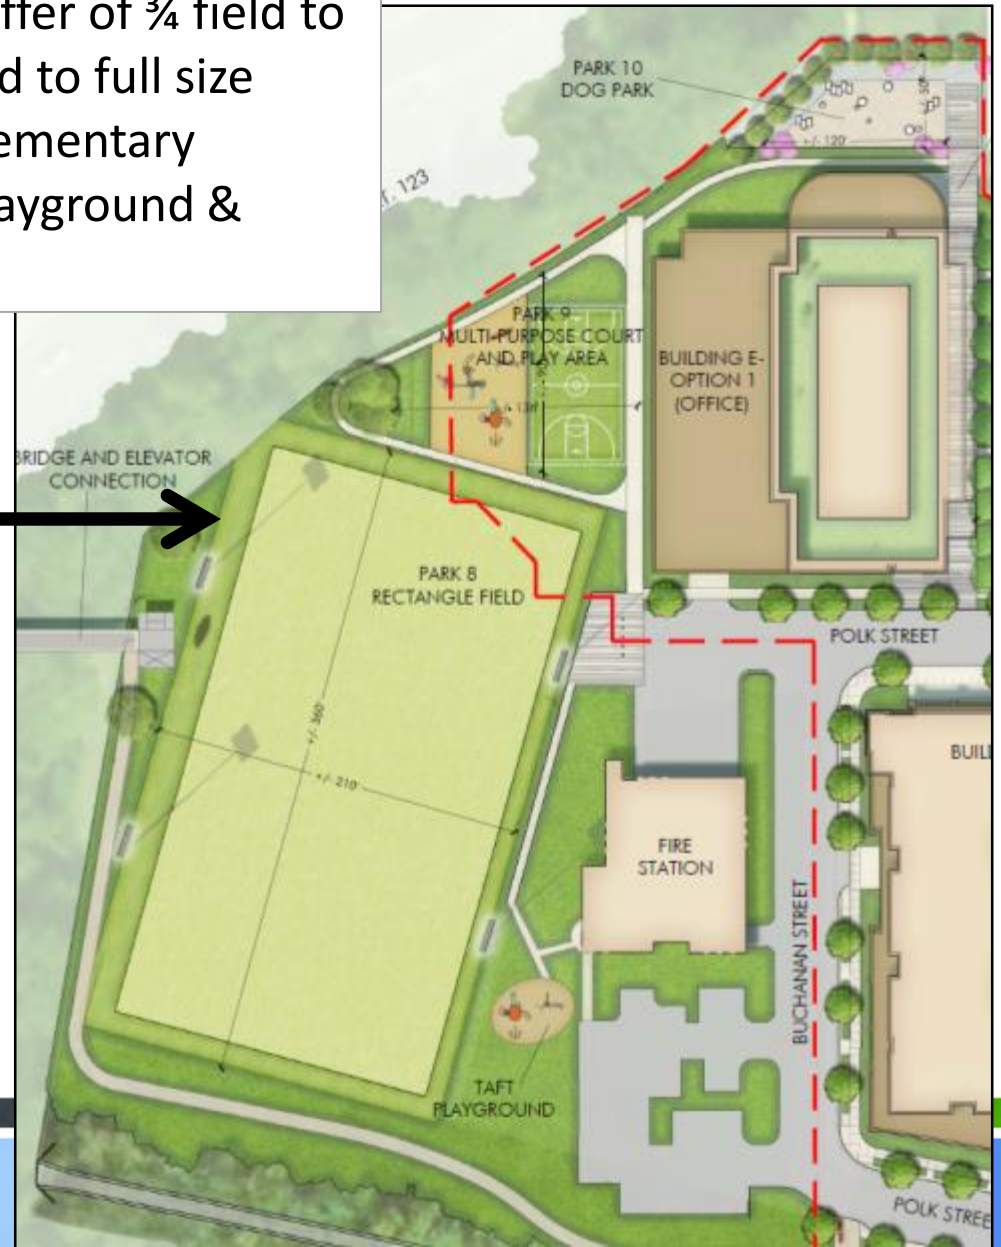 ffer of ¾ field to
d to full size
ementary
ayground &
PARK 10
DOG PARK
50'
+/- 120'
123
PARK 9
MULTI-PURPOSE COURT
AND PLAY AREA
BUILDING E-
OPTION 1
(OFFICE)
BRIDGE AND ELEVATOR
CONNECTION
PARK 8
RECTANGLE FIELD
POLK STREET
+/- 360'
+/- 210'
BUIL
FIRE
STATION
BUCHANAN STREET
TAFT
PLAYGROUND
POLK STREE